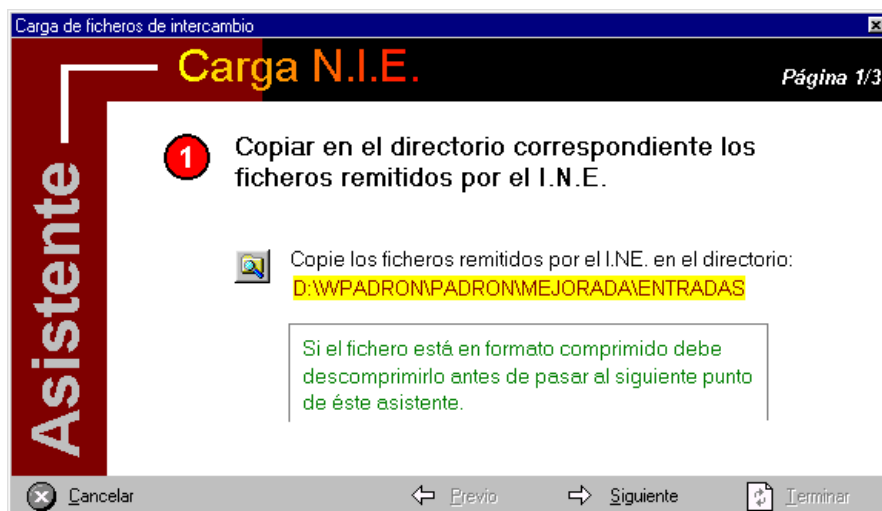 Carga de ficheros de intercambio
Carga N.I.E.
Página 1/3
Asistente
1
Copiar en el directorio correspondiente los
ficheros remitidos por el I.N.E.
Copie los ficheros remitidos por el I.NE. en el directorio:
D:\WPADRON\PADRON\MEJORADA\ENTRADAS
Si el fichero está en formato comprimido debe
descomprimirlo antes de pasar al siguiente punto
de éste asistente.
Cancelar
Previo
Siguiente
Terminar